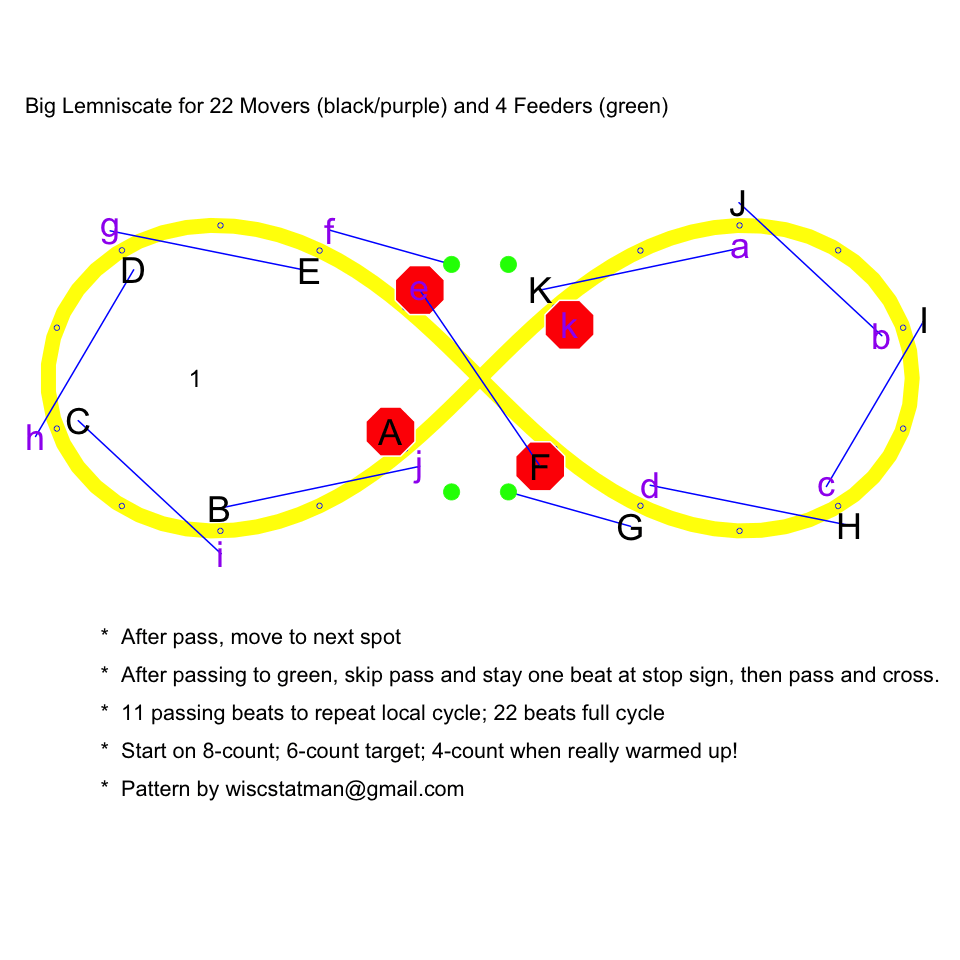 Big Lemniscate for 22 Movers (black/purple) and 4 Feeders (green)
J
g f a
D E e K k b I
1
C A
h j F d c
B G H
i
* After pass, move to next spot
* After passing to green, skip pass and stay one beat at stop sign, then pass and cross.
* 11 passing beats to repeat local cycle; 22 beats full cycle
* Start on 8-count; 6-count target; 4-count when really warmed up!
* Pattern by wiscstatman@gmail.com